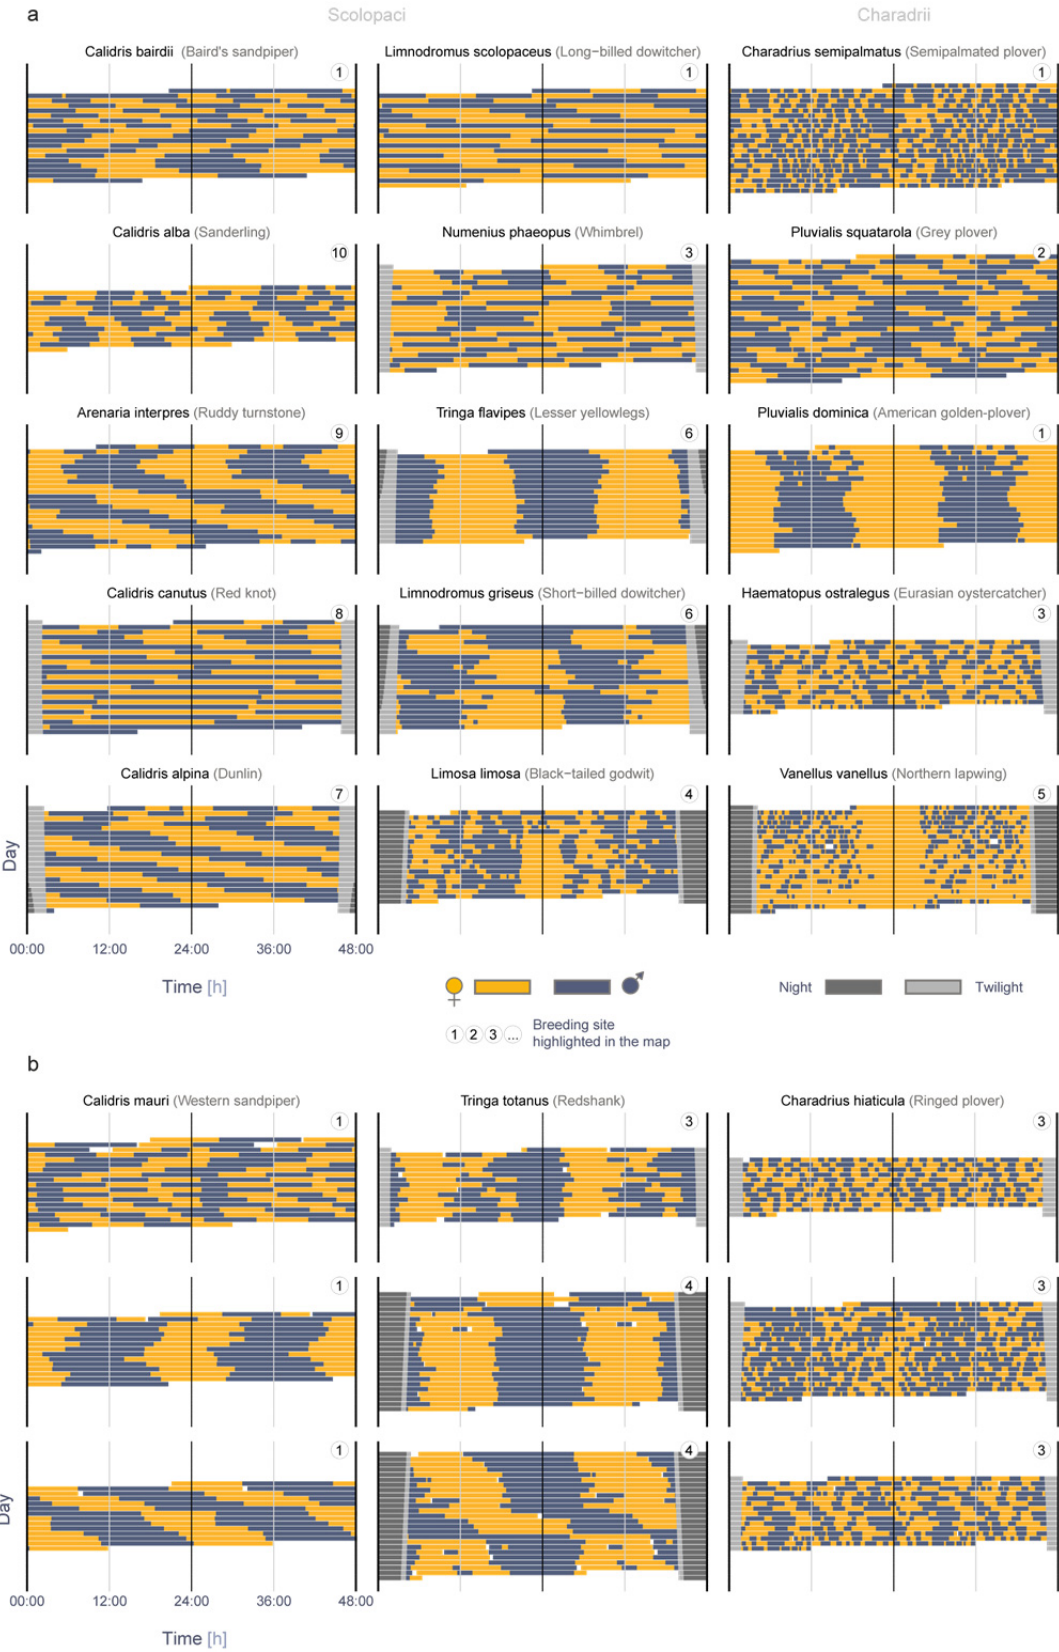 a
Scolopaci Charadrii
Calidris bairdii (Baird's sandpiper) Limnodromus scolopaceus (Long−billed dowitcher) Charadrius semipalmatus (Semipalmated plover)
1 1 1
Calidris alba (Sanderling) Numenius phaeopus (Whimbrel) Pluvialis squatarola (Grey plover)
10 3 2
Arenaria interpres (Ruddy turnstone) Tringa flavipes (Lesser yellowlegs) Pluvialis dominica (American golden−plover)
9 6 1
Calidris canutus (Red knot) Limnodromus griseus (Short−billed dowitcher) Haematopus ostralegus (Eurasian oystercatcher)
8 6 3
Calidris alpina (Dunlin) Limosa limosa (Black−tailed godwit) Vanellus vanellus (Northern lapwing)
7 4 5
Day
00:00 12:00 24:00 36:00 48:00
Time [h]
♀ ♂ Night Twilight
1 2 3 ... Breeding site
highlighted in the map
b
Calidris mauri (Western sandpiper) Tringa totanus (Redshank) Charadrius hiaticula (Ringed plover)
1 3 3
1 4 3
1 4 3
Day
00:00 12:00 24:00 36:00 48:00
Time [h]